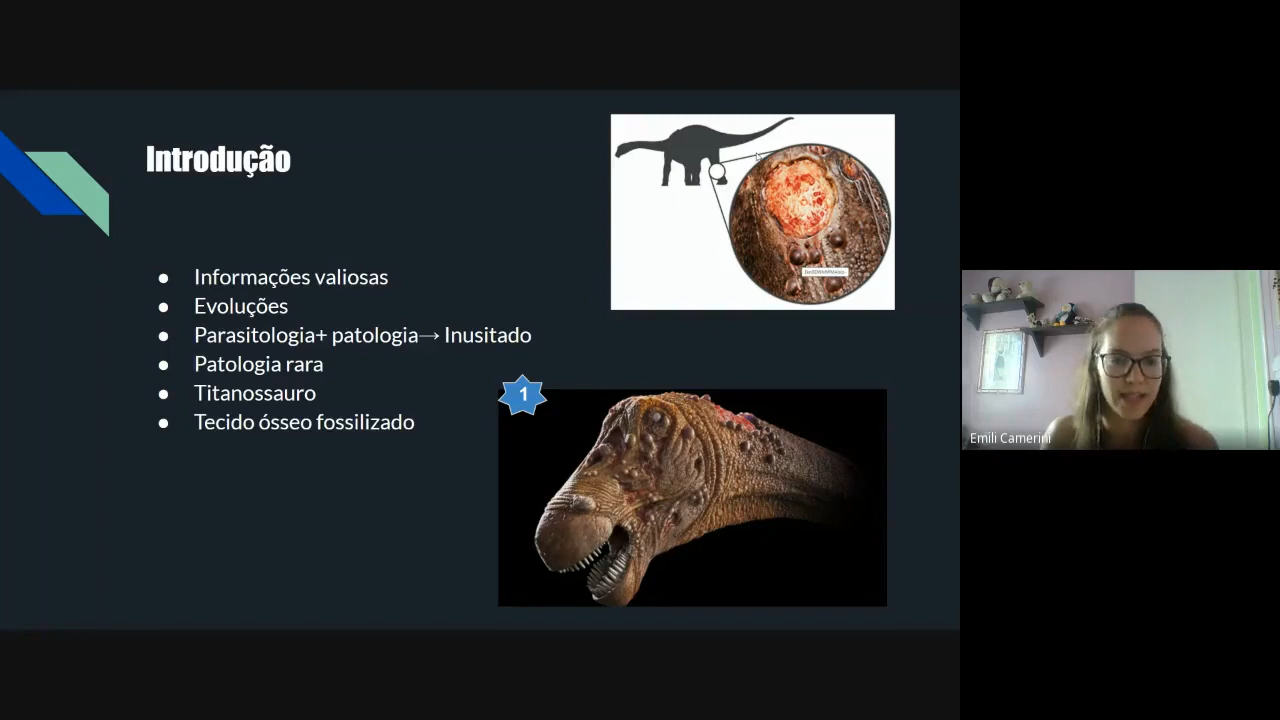 Introdução
Informações valiosas
Evoluções
Parasitologia+ patologia→ Inusitado
Patologia rara
Titanossauro
Tecido ósseo fossilizado
1
Emili Camerini